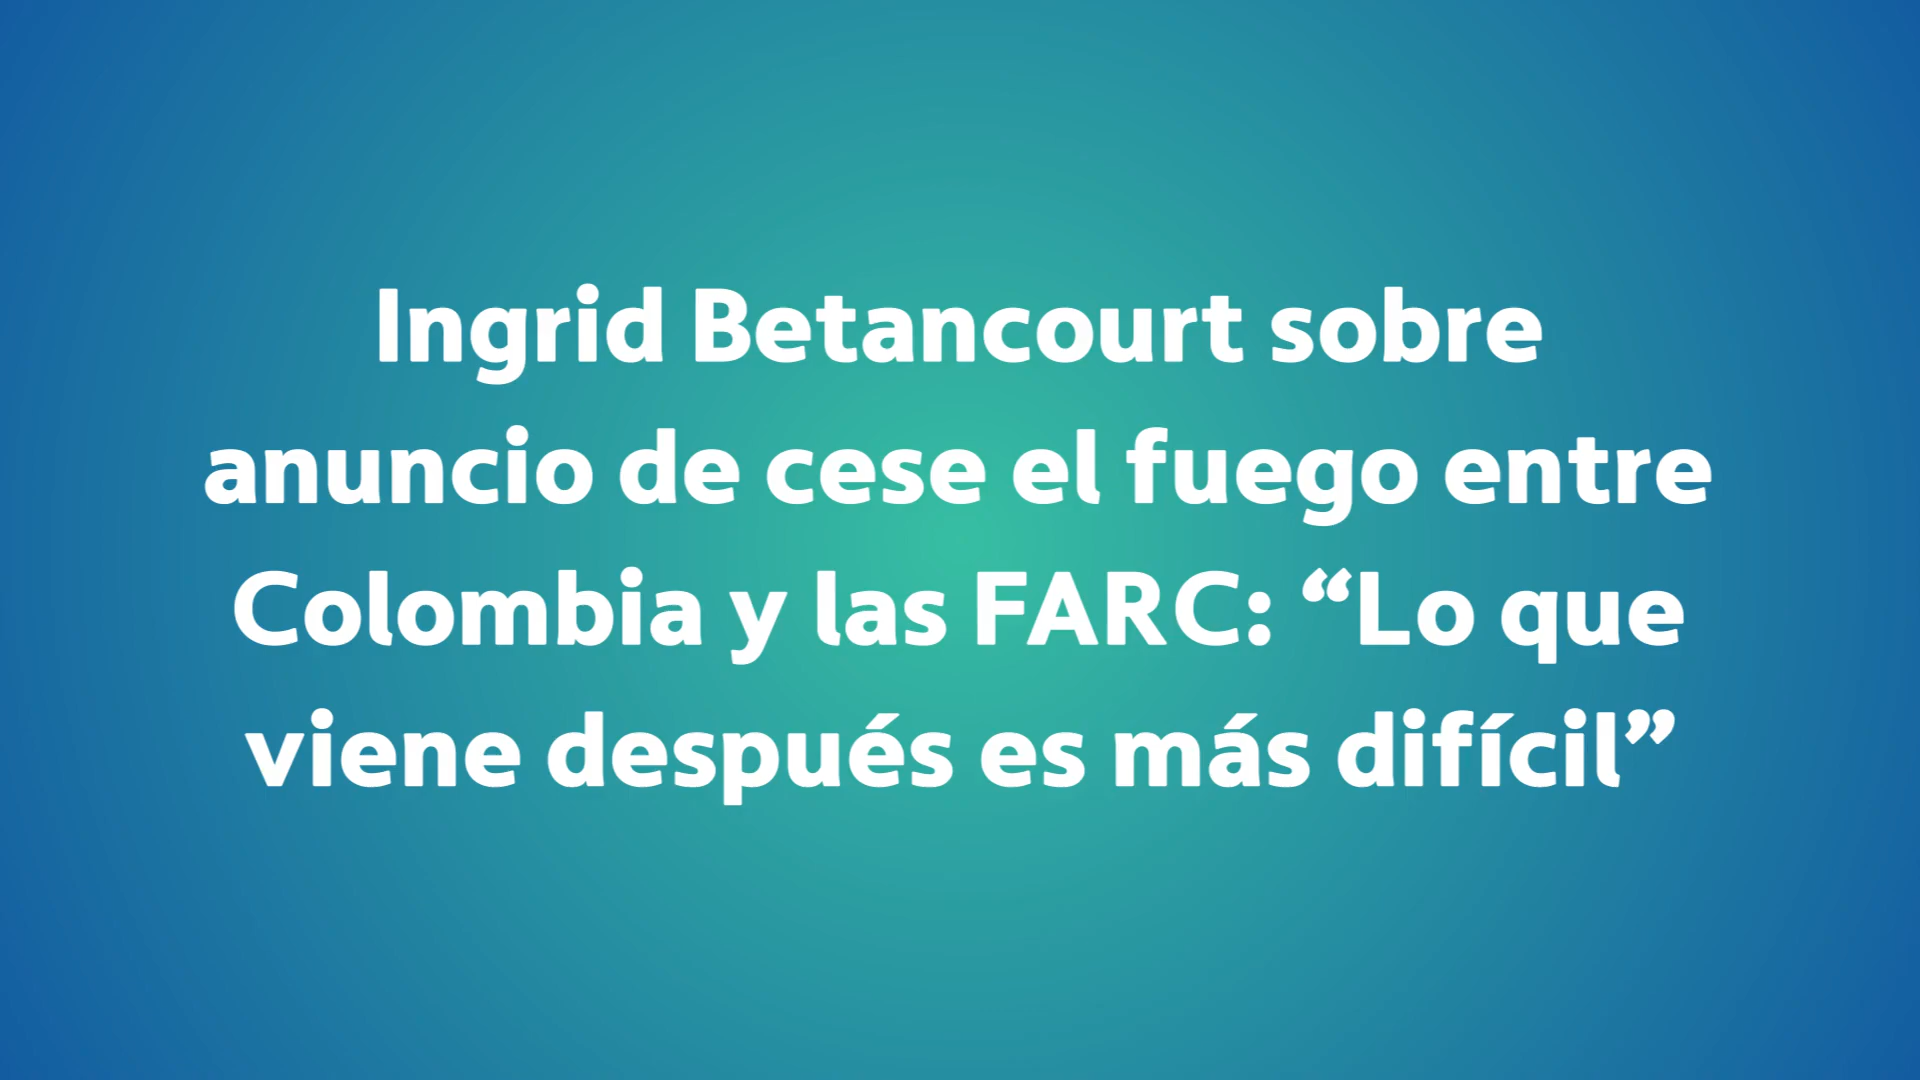 Ingrid Betancourt sobre
anuncio de cese el fuego entre
Colombia y las FARC: “Lo que
viene después es más difícil”